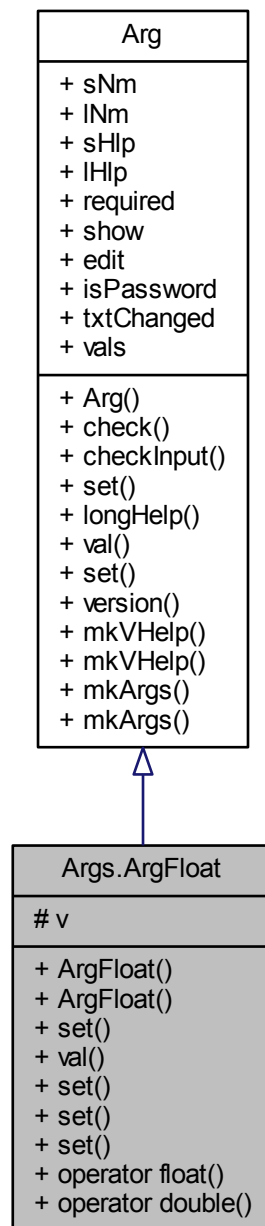 Arg
+ sNm
+ lNm
+ sHlp
+ lHlp
+ required
+ show
+ edit
+ isPassword
+ txtChanged
+ vals
+ Arg()
+ check()
+ checkInput()
+ set()
+ longHelp()
+ val()
+ set()
+ version()
+ mkVHelp()
+ mkVHelp()
+ mkArgs()
+ mkArgs()
Args.ArgFloat
# v
+ ArgFloat()
+ ArgFloat()
+ set()
+ val()
+ set()
+ set()
+ set()
+ operator float()
+ operator double()